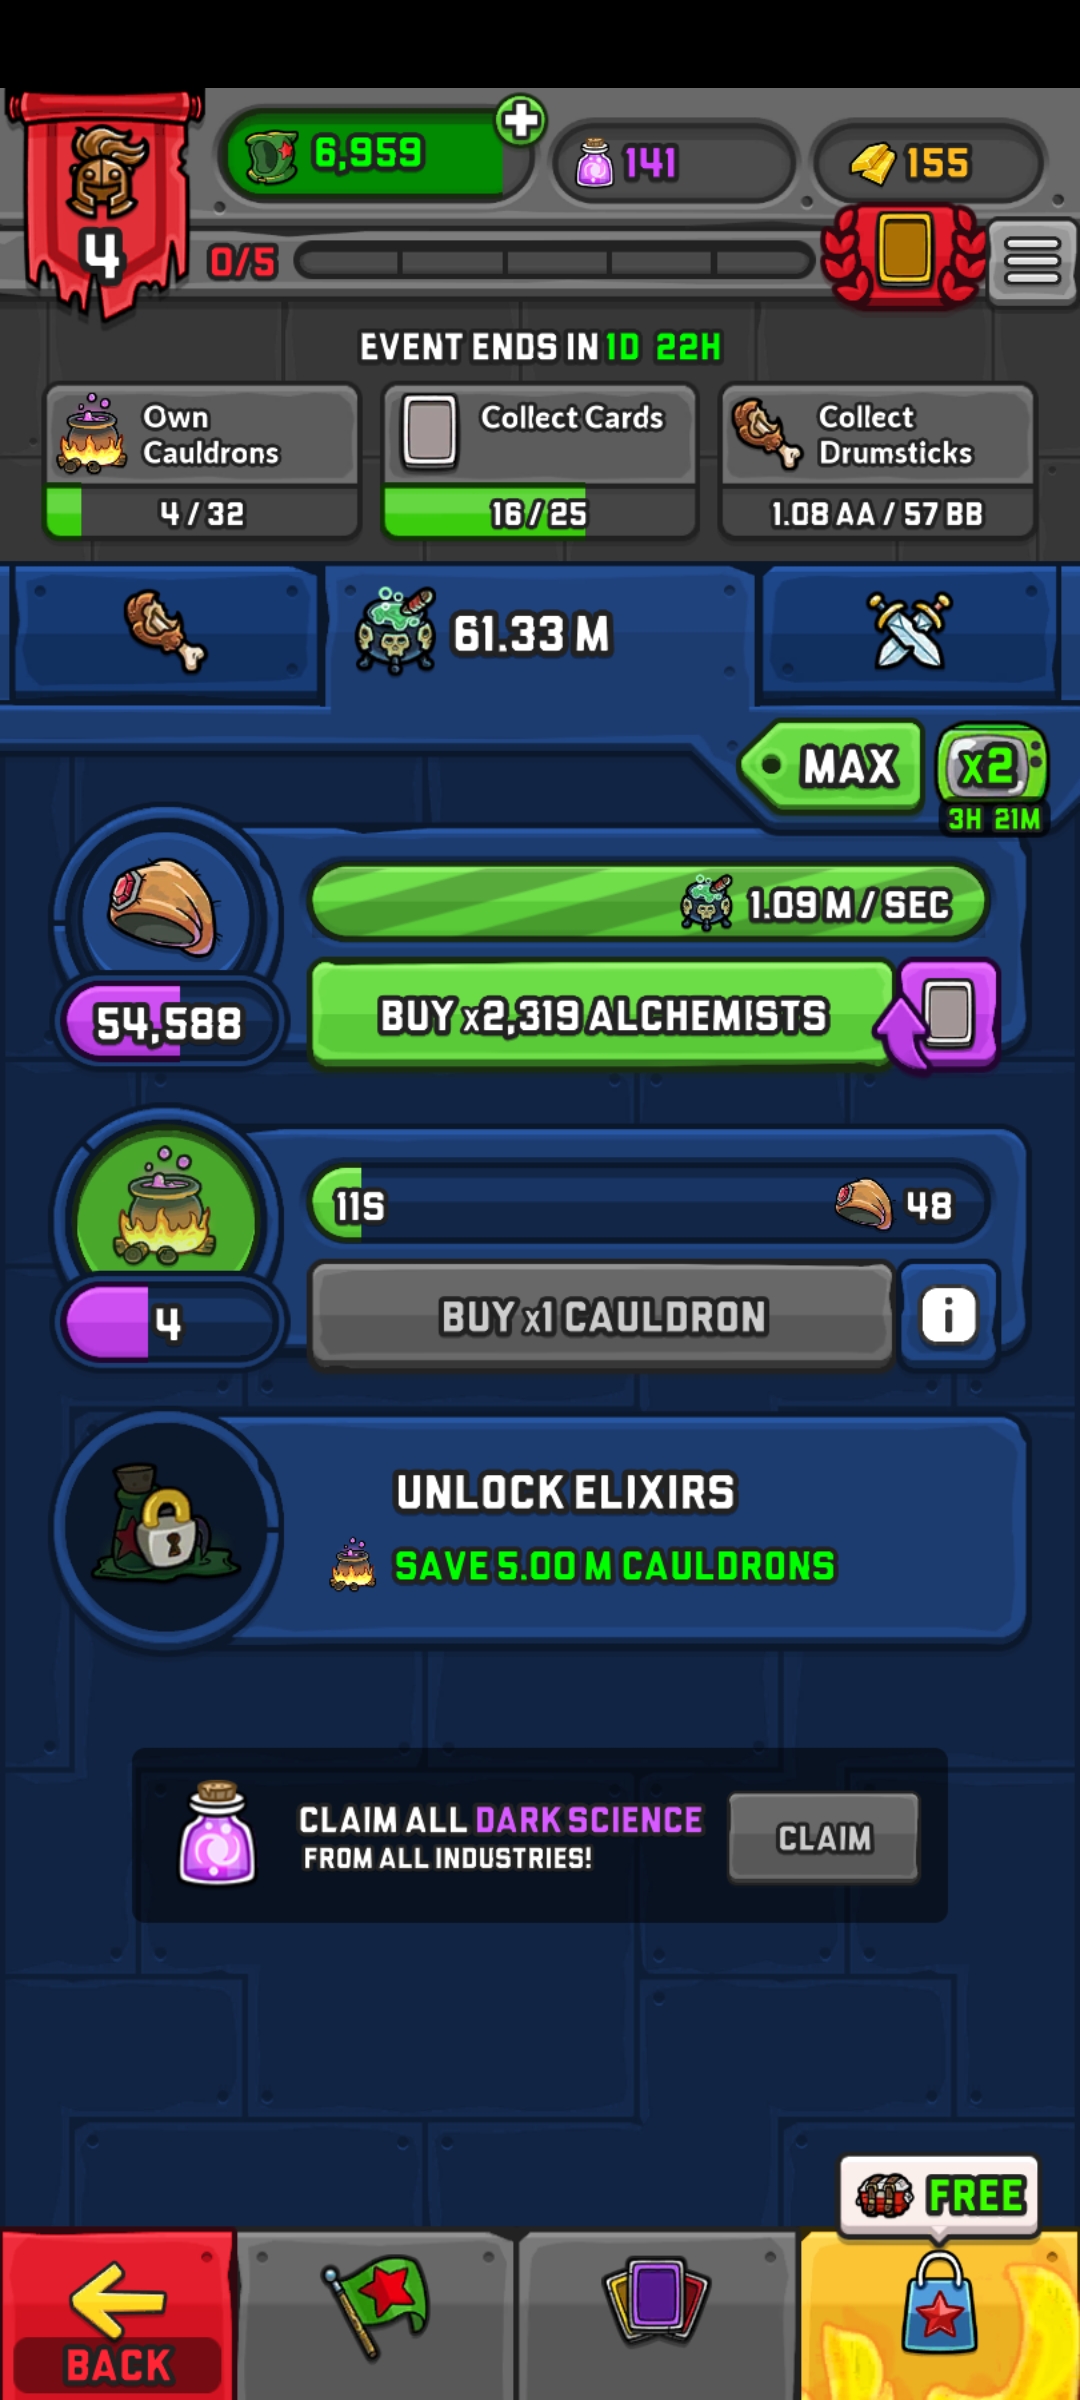 6,959
141
155
4
0/5
EVENT ENDS IN 1D 22H
Own
Cauldrons
4 / 32
Collect Cards
16 / 25
Collect
Drumsticks
1.08 AA / 57 BB
61.33 M
MAX
x2
3H 21M
1.09 M / SEC
54,588
BUY x2,319 ALCHEMISTS
11S
48
4
BUY x1 CAULDRON
i
UNLOCK ELIXIRS
SAVE 5.00 M CAULDRONS
CLAIM ALL DARK SCIENCE
FROM ALL INDUSTRIES!
CLAIM
FREE
BACK